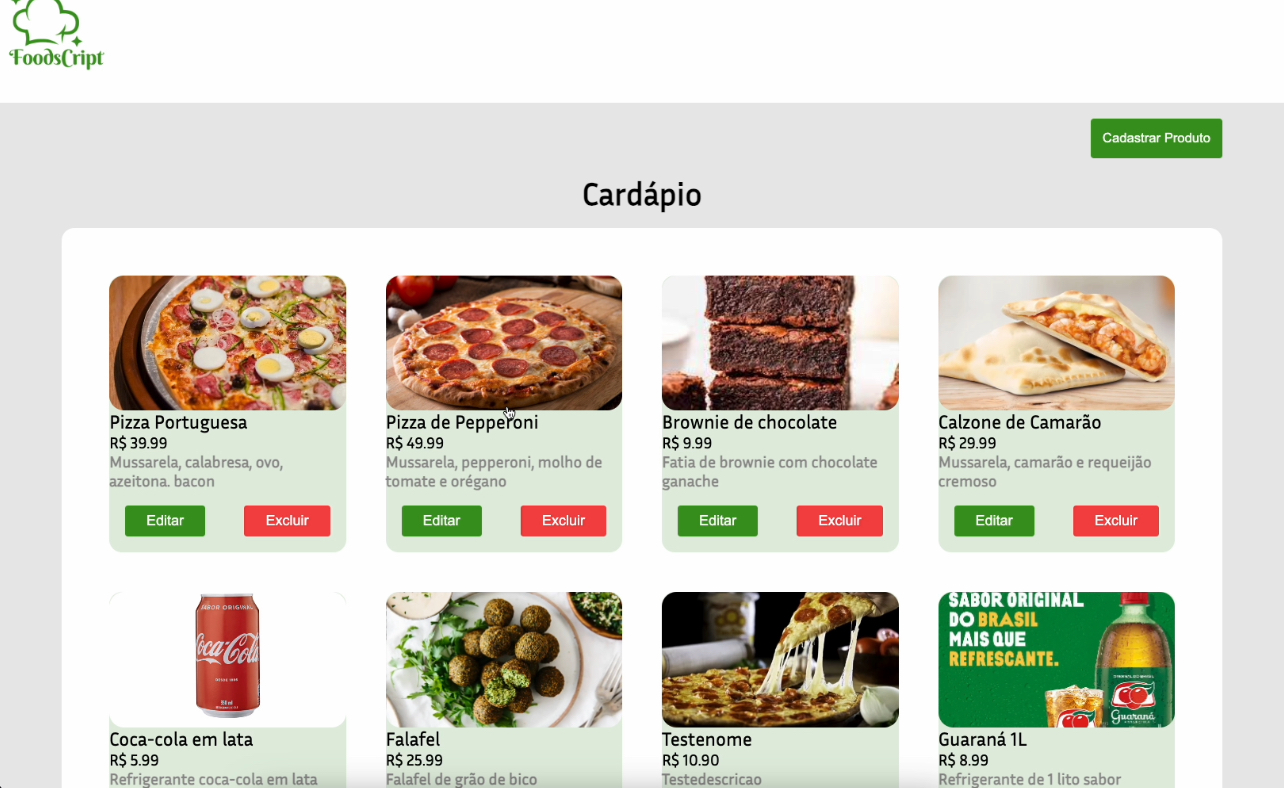 FoodsCript
Cadastrar Produto
Cardápio
Pizza Portuguesa
R$ 39.99
Mussarela, calabresa, ovo,
azeitona. bacon
Editar
Excluir
Pizza de Pepperoni
R$ 49.99
Mussarela, pepperoni, molho de
tomate e orégano
Editar
Excluir
Brownie de chocolate
R$ 9.99
Fatia de brownie com chocolate
ganache
Editar
Excluir
Calzone de Camarão
R$ 29.99
Mussarela, camarão e requeijão
cremoso
Editar
Excluir
SABOR ORIGINAL
Coca-Cola
Coca-cola em lata
R$ 5.99
Refrigerante coca-cola em lata
Falafel
R$ 25.99
Falafel de grão de bico
Testenome
R$ 10.90
Testedescricao
SABOR ORIGINAL
DO BRASIL
MAIS QUE
REFRESCANTE.
Guaraná
Guaraná 1L
R$ 8.99
Refrigerante de 1 lito sabor